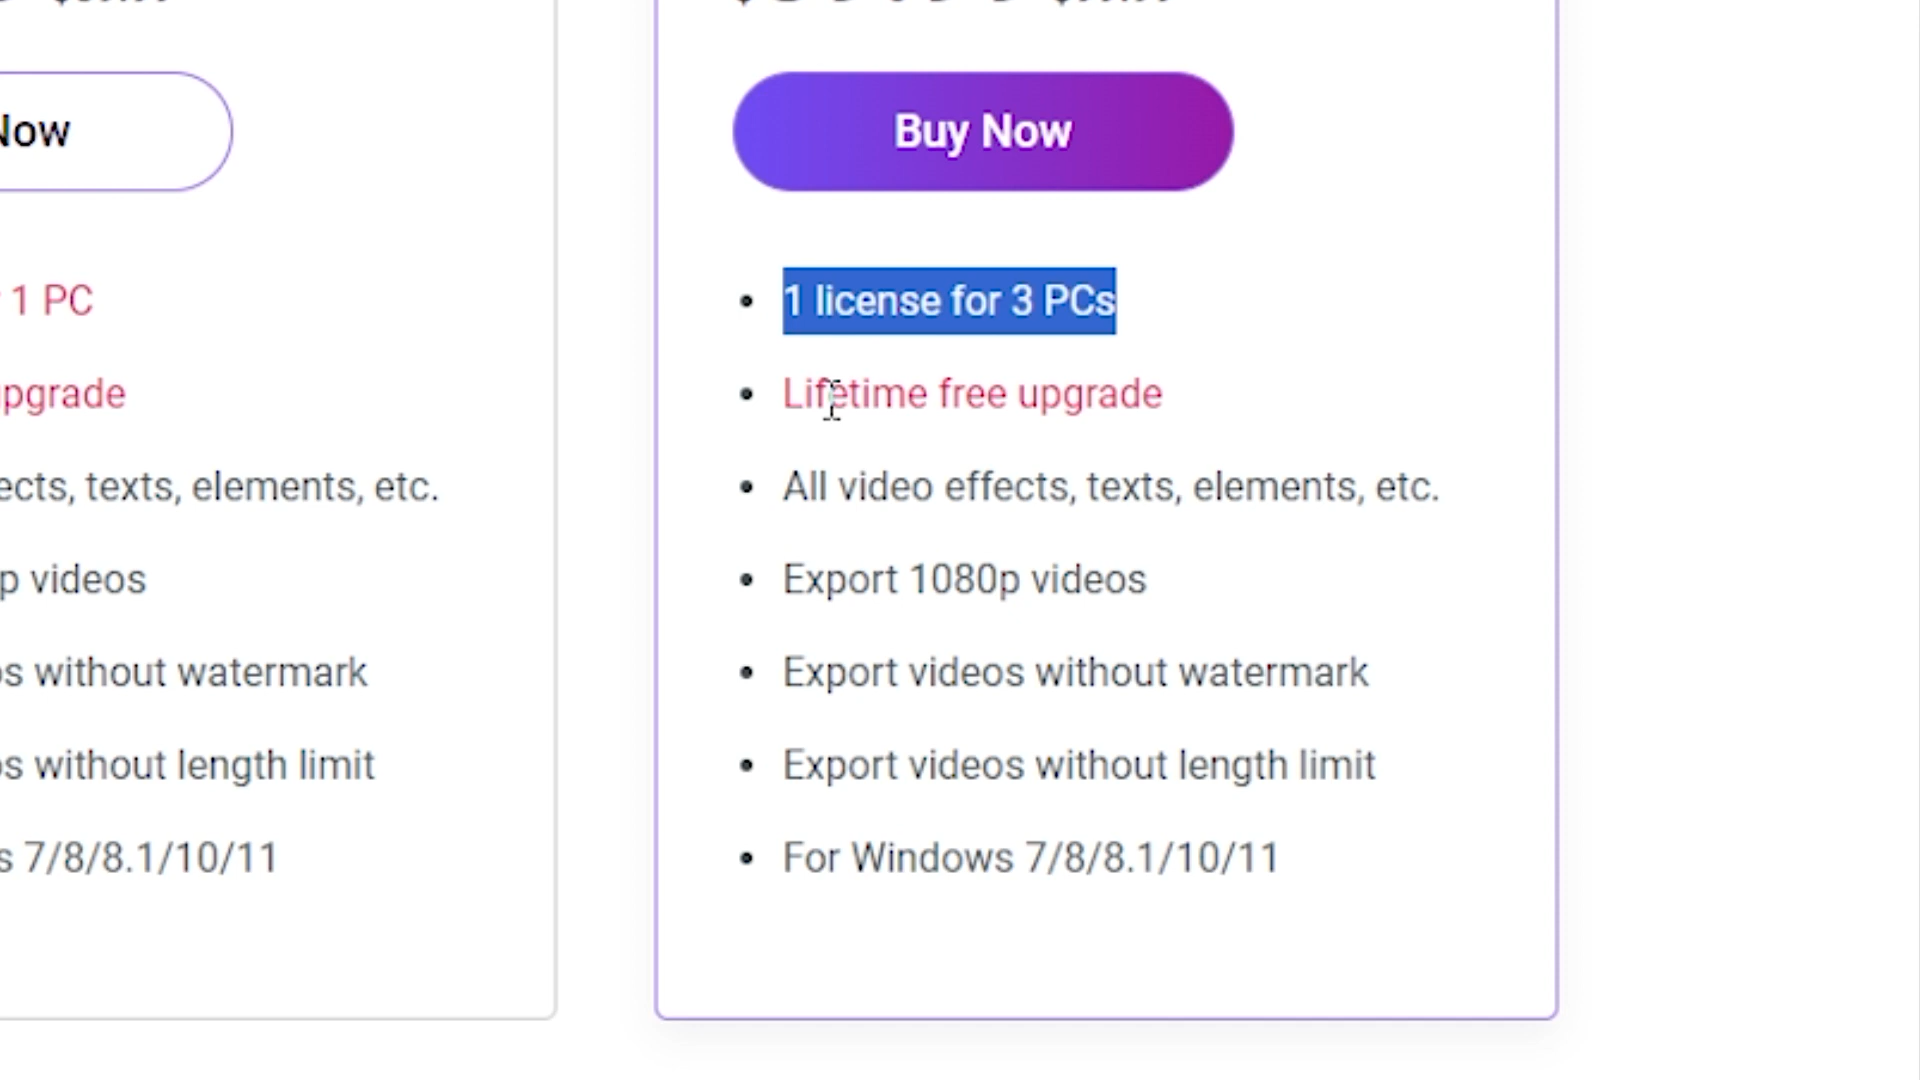 Now
1 PC
upgrade
texts, elements, etc.
videos
without watermark
without length limit
7/8/8.1/10/11
Buy Now
1 license for 3 PCs
Lifetime free upgrade
All video effects, texts, elements, etc.
Export 1080p videos
Export videos without watermark
Export videos without length limit
For Windows 7/8/8.1/10/11